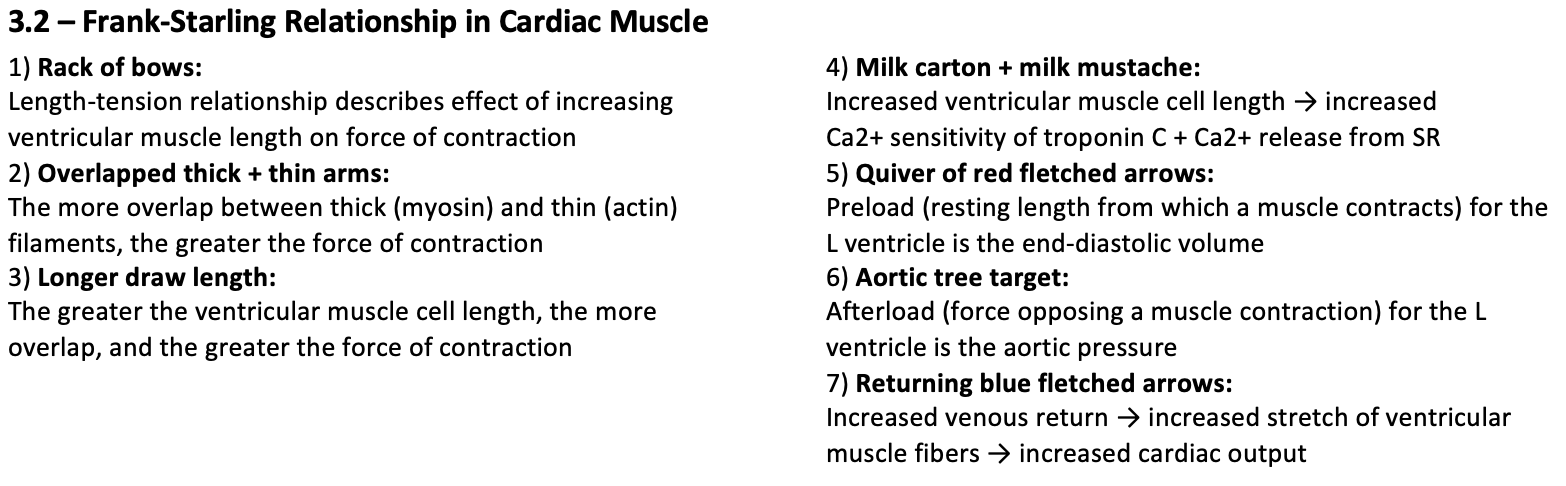 3.2 – Frank-Starling Relationship in Cardiac Muscle
1) Rack of bows:
Length-tension relationship describes effect of increasing
ventricular muscle length on force of contraction
2) Overlapped thick + thin arms:
The more overlap between thick (myosin) and thin (actin)
filaments, the greater the force of contraction
3) Longer draw length:
The greater the ventricular muscle cell length, the more
overlap, and the greater the force of contraction
4) Milk carton + milk mustache:
Increased ventricular muscle cell length → increased
Ca2+ sensitivity of troponin C + Ca2+ release from SR
5) Quiver of red fletched arrows:
Preload (resting length from which a muscle contracts) for the
L ventricle is the end-diastolic volume
6) Aortic tree target:
Afterload (force opposing a muscle contraction) for the L
ventricle is the aortic pressure
7) Returning blue fletched arrows:
Increased venous return → increased stretch of ventricular
muscle fibers → increased cardiac output